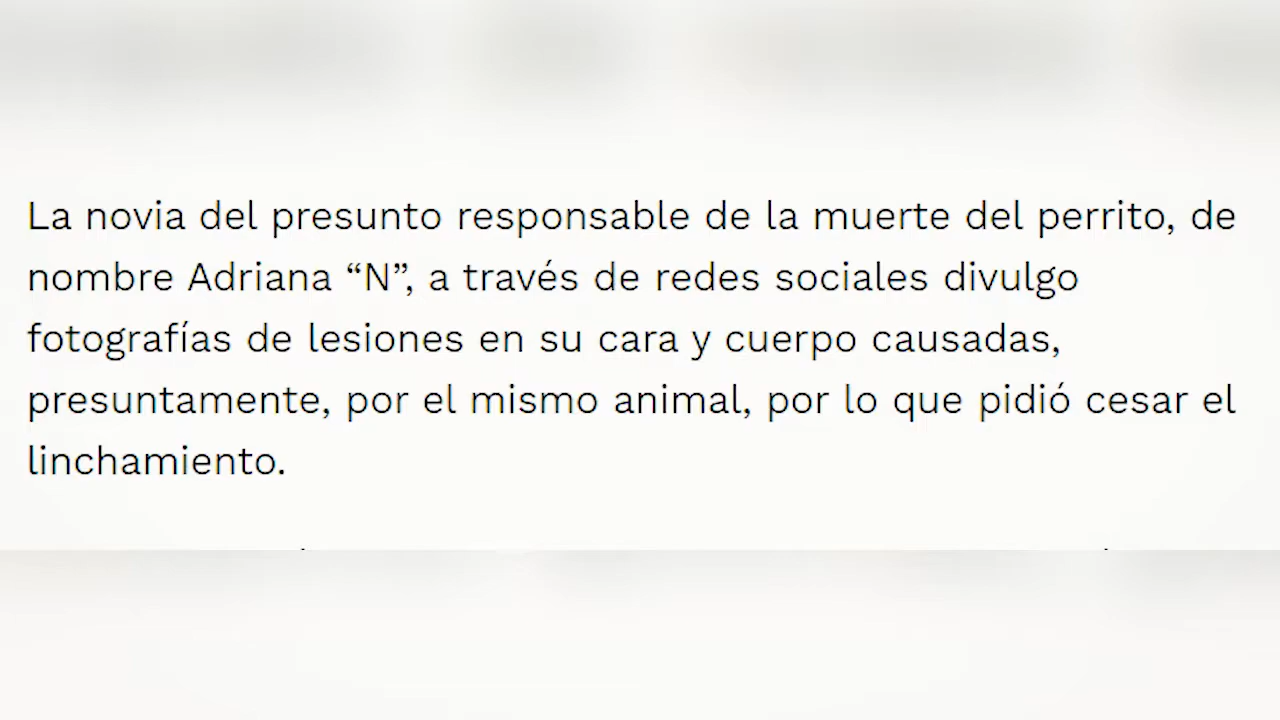 La novia del presunto responsable de la muerte del perrito, de
nombre Adriana “N”, a través de redes sociales divulgo
fotografías de lesiones en su cara y cuerpo causadas,
presuntamente, por el mismo animal, por lo que pidió cesar el
linchamiento.